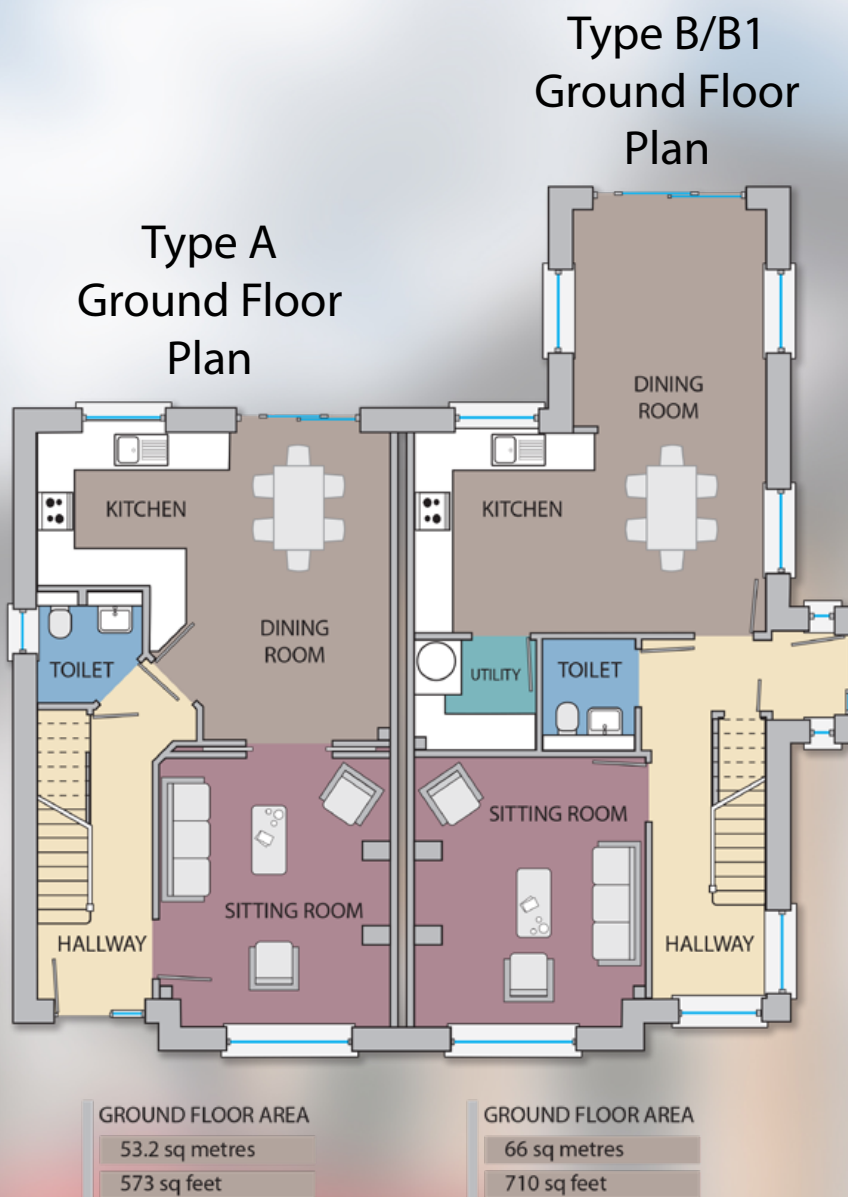 Type B/B1
Ground Floor
Plan
Type A
Ground Floor
Plan
DINING
ROOM
KITCHEN
KITCHEN
DINING
ROOM
TOILET
UTILITY
TOILET
SITTING ROOM
SITTING ROOM
HALLWAY
HALLWAY
GROUND FLOOR AREA
53.2 sq metres
573 sq feet
GROUND FLOOR AREA
66 sq metres
710 sq feet